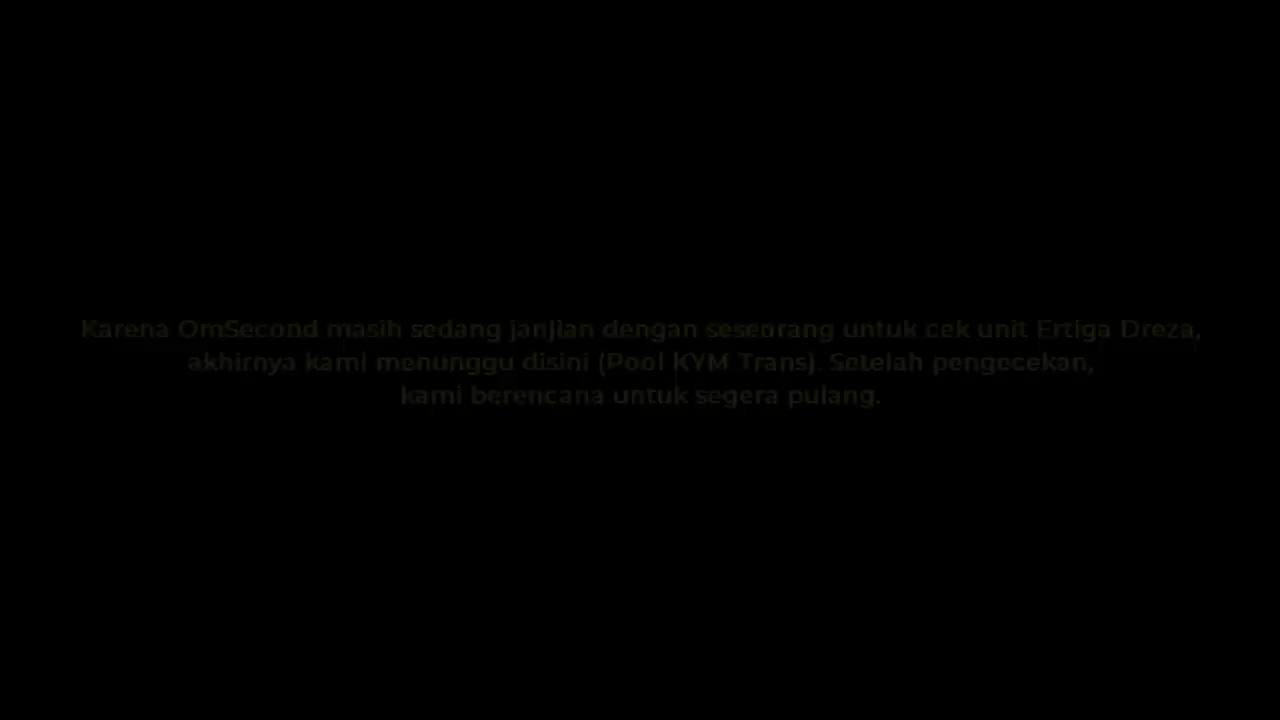 Karena OmSecond masih sedang janjian dengan seseorang untuk cek unit Ertiga Dreza,
akhirnya kami menunggu disini (Pool KYM Trans). Setelah pengecekan,
kami berencana untuk segera pulang.